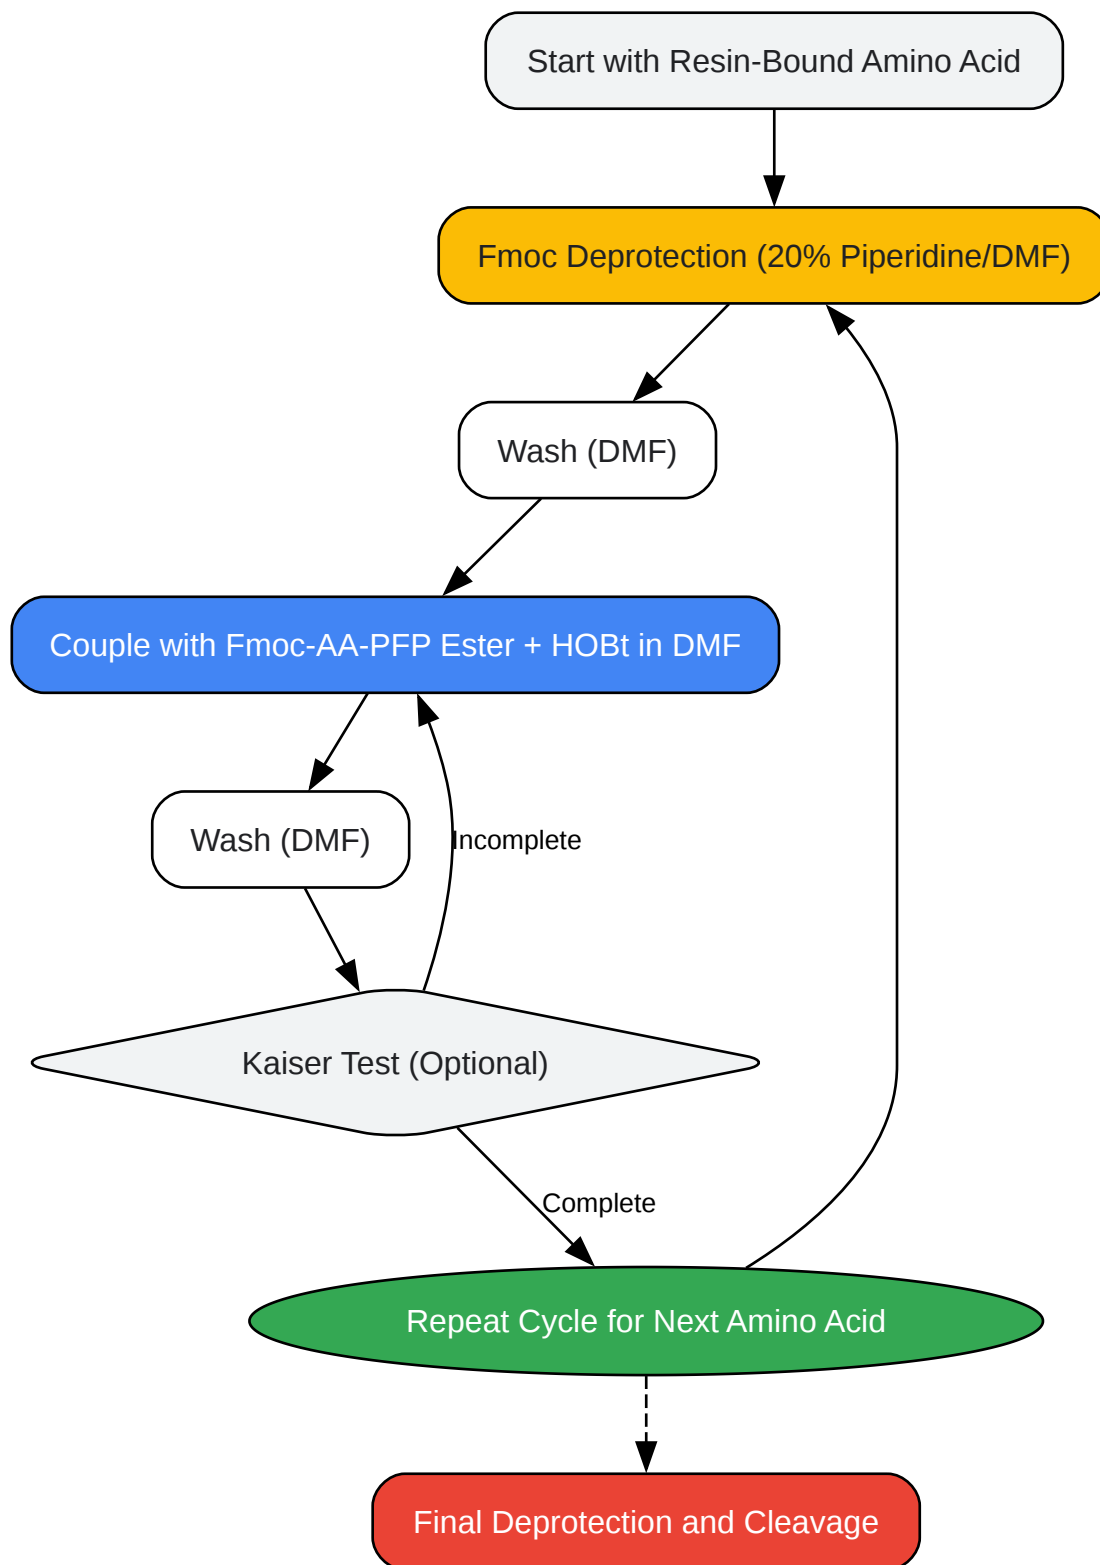 Start with Resin-Bound Amino Acid
Fmoc Deprotection (20% Piperidine/DMF)
Wash (DMF)
Couple with Fmoc-AA-PFP Ester + HOBt in DMF
Wash (DMF)
Incomplete
Kaiser Test (Optional)
Complete
Repeat Cycle for Next Amino Acid
Final Deprotection and Cleavage